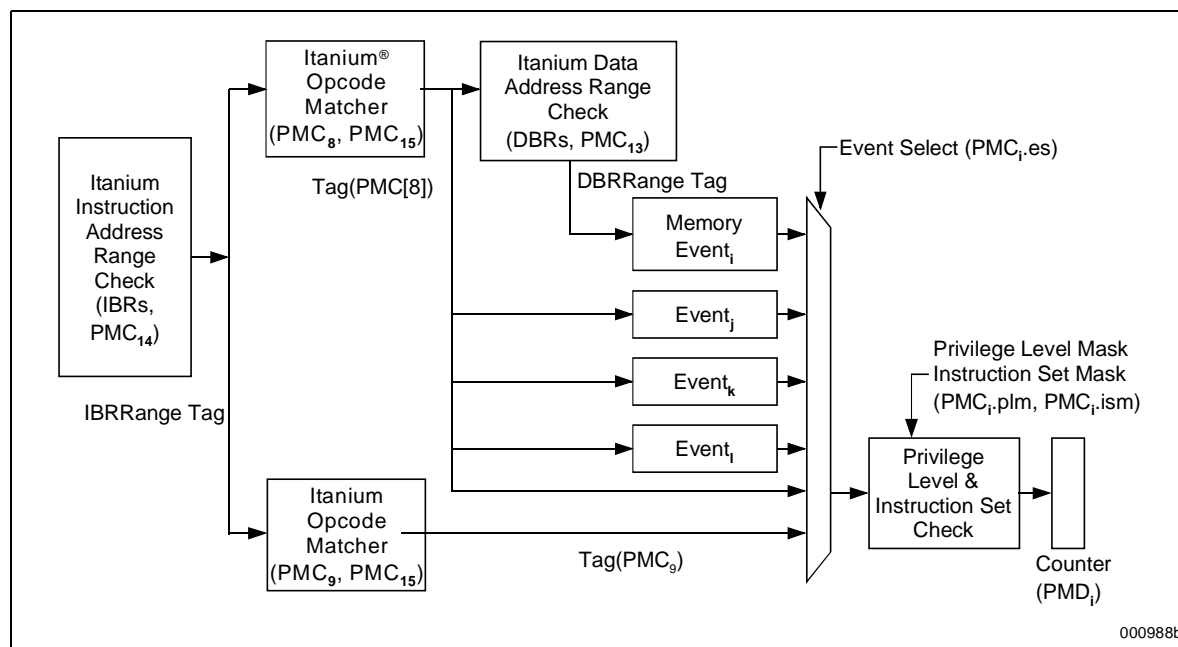 Itanium®
Opcode
Matcher
(PMC8, PMC15)
Itanium Data
Address Range
Check
(DBRs, PMC13)
Event Select (PMCi.es)
Itanium
Instruction
Address
Range
Check
(IBRs,
PMC14)
Tag(PMC[8])
DBRRange Tag
Memory
Eventi
Eventj
Eventk
Eventl
Privilege Level Mask
Instruction Set Mask
(PMCi.plm, PMCi.ism)
IBRRange Tag
Privilege
Level &
Instruction Set
Check
Itanium
Opcode
Matcher
(PMC9, PMC15)
Tag(PMC9)
Counter
(PMDi)
000988b